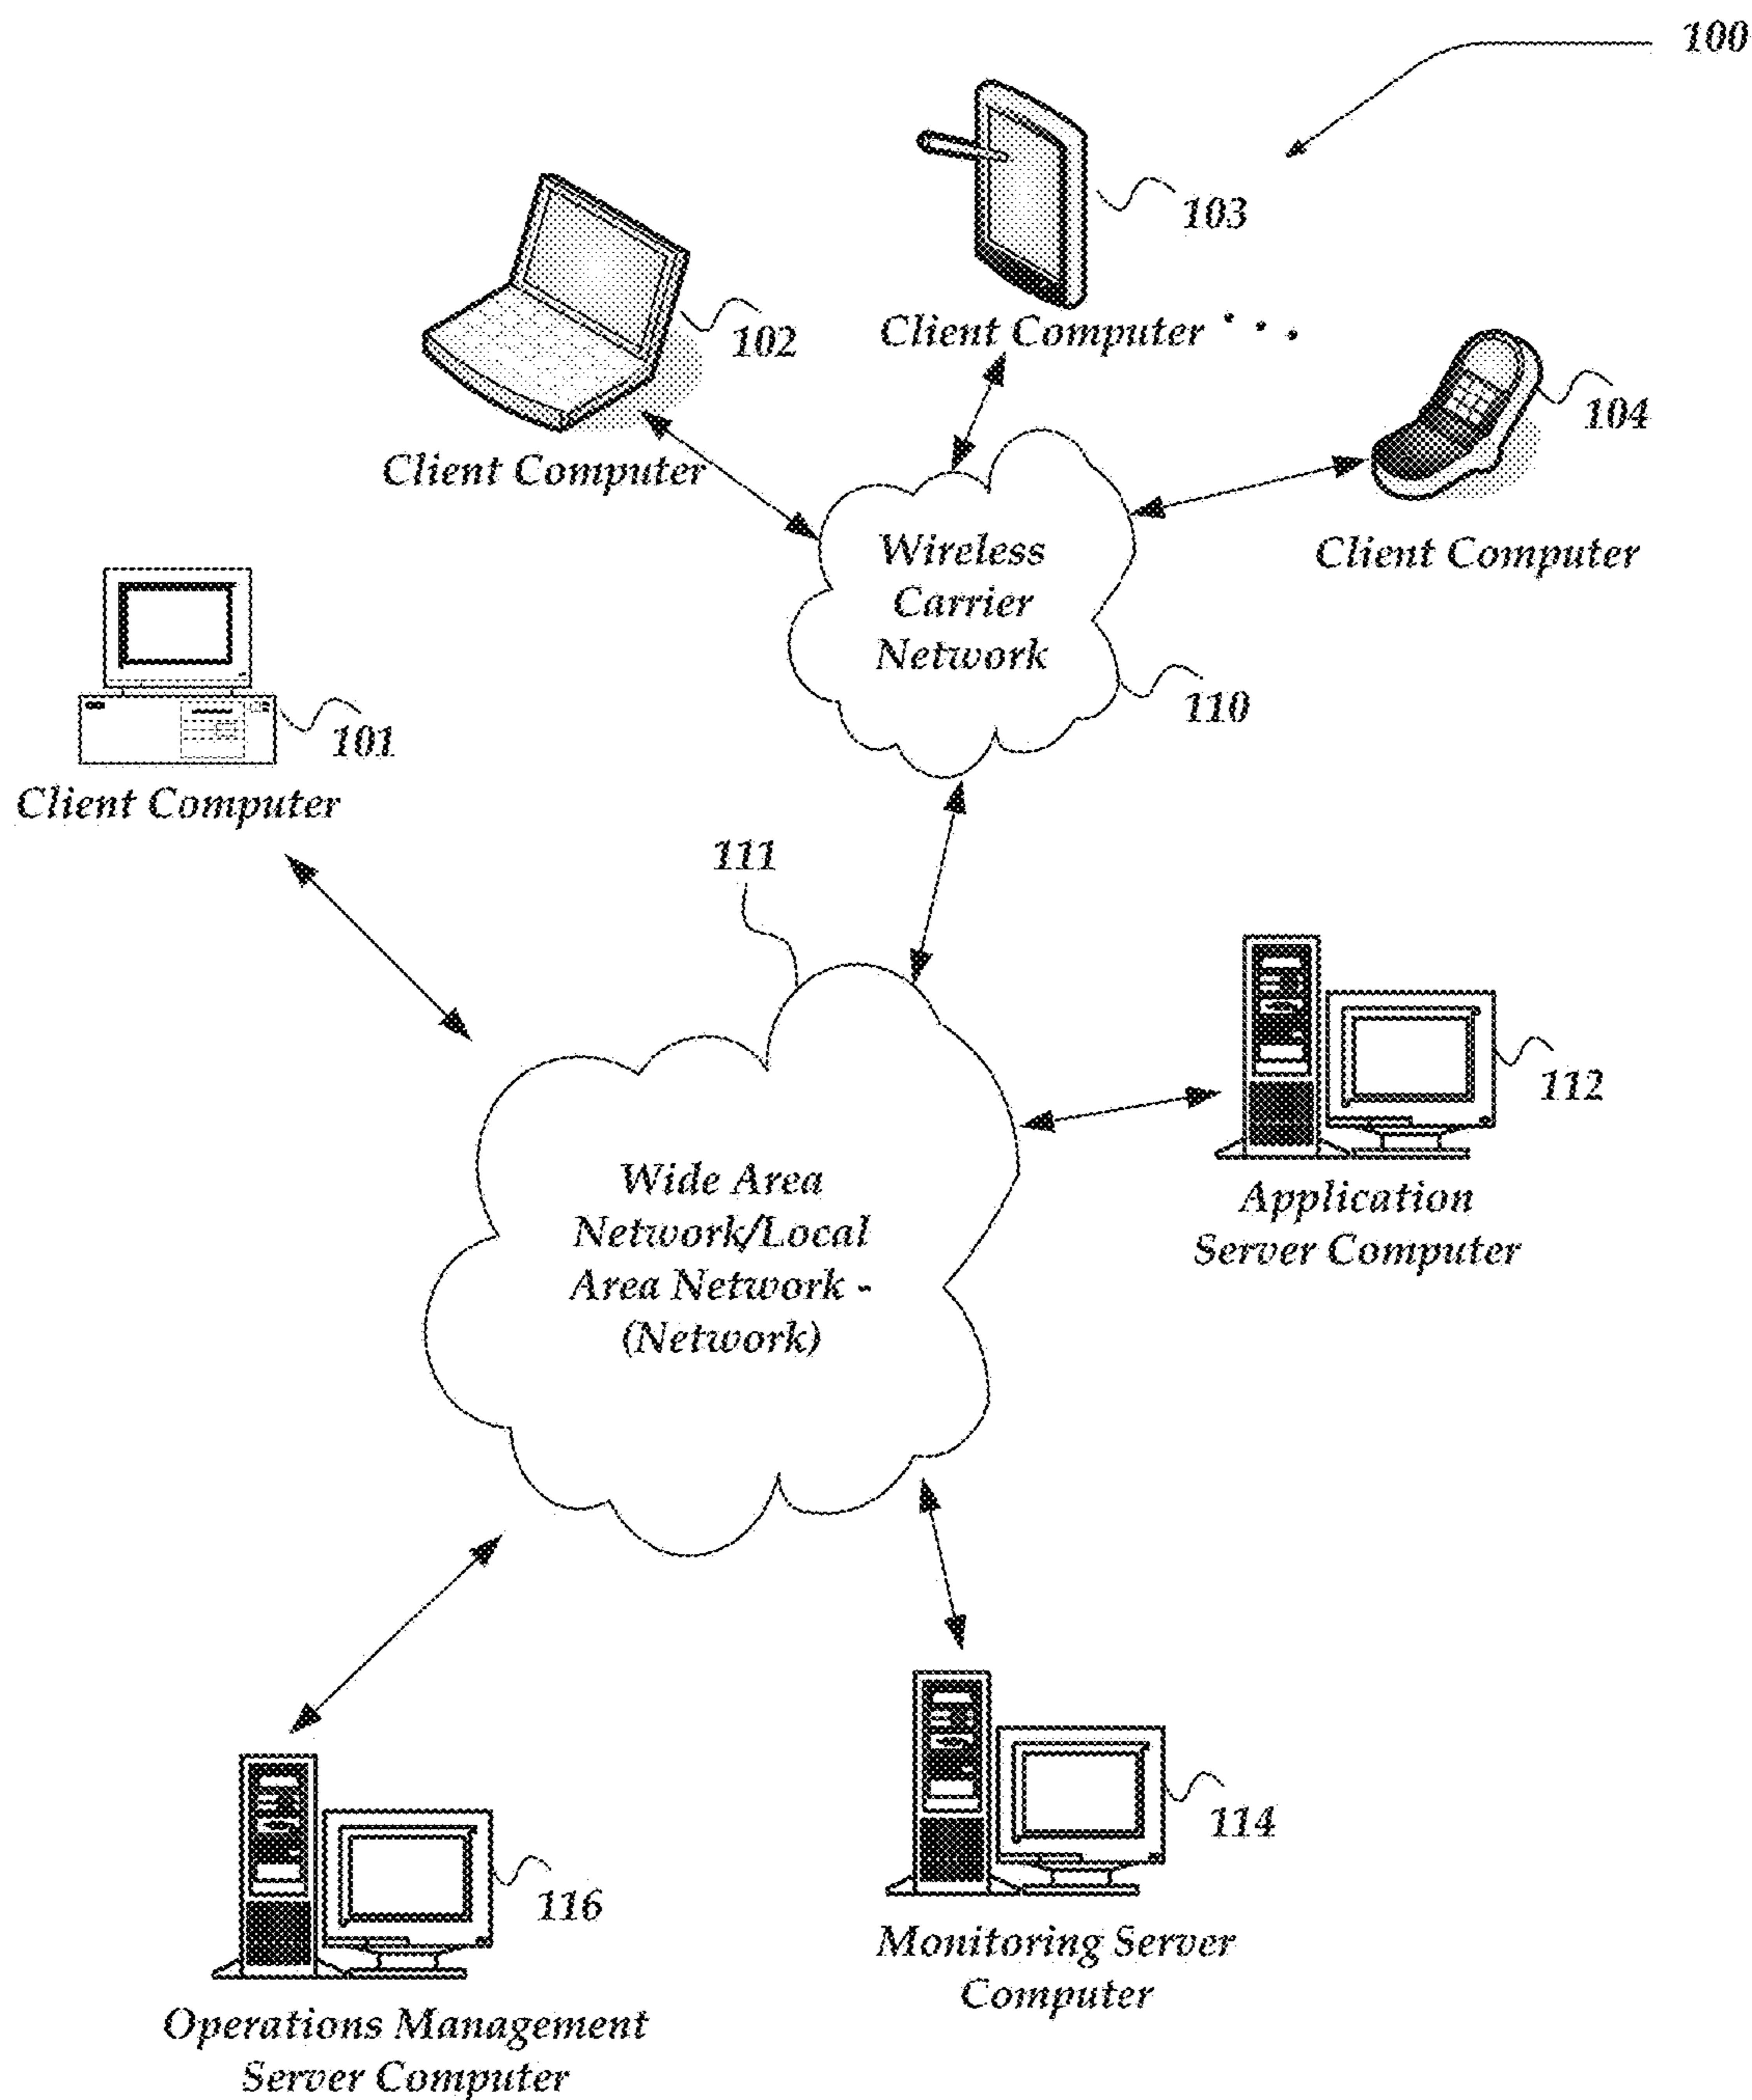 100
103
102
Client Computer
104
Client Computer
Client Computer
Wireless
Carrier
Network
110
101
Client Computer
111
112
Wide Area
Network/Local
Area Network -
(Network)
Application
Server Computer
114
116
Monitoring Server
Computer
Operations Management
Server Computer